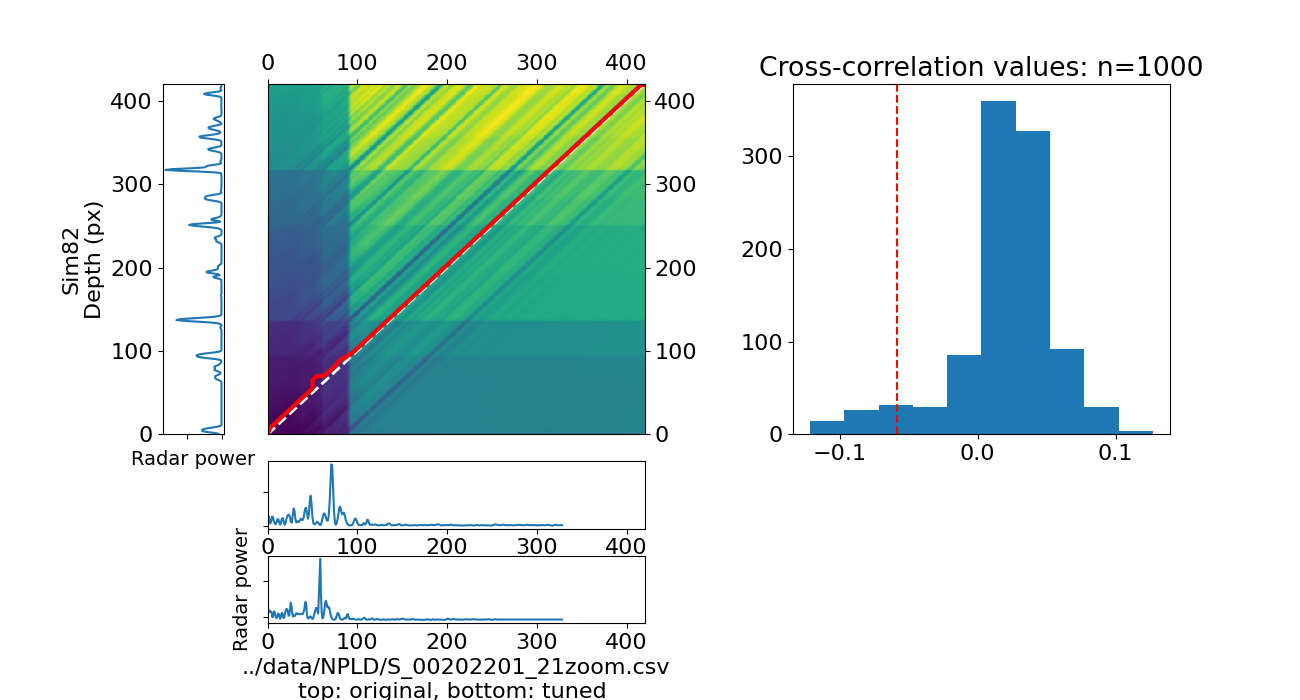 Cross-correlation values: n=1000
0 100 200 300 400
400
300
200
100
0
Sim82
Depth (px)
Radar power
400
300
200
100
0
300
200
100
0
−0.1 0.0 0.1
0 100 200 300 400
Radar power
0 100 200 300 400
../data/NPLD/S_00202201_21zoom.csv
top: original, bottom: tuned